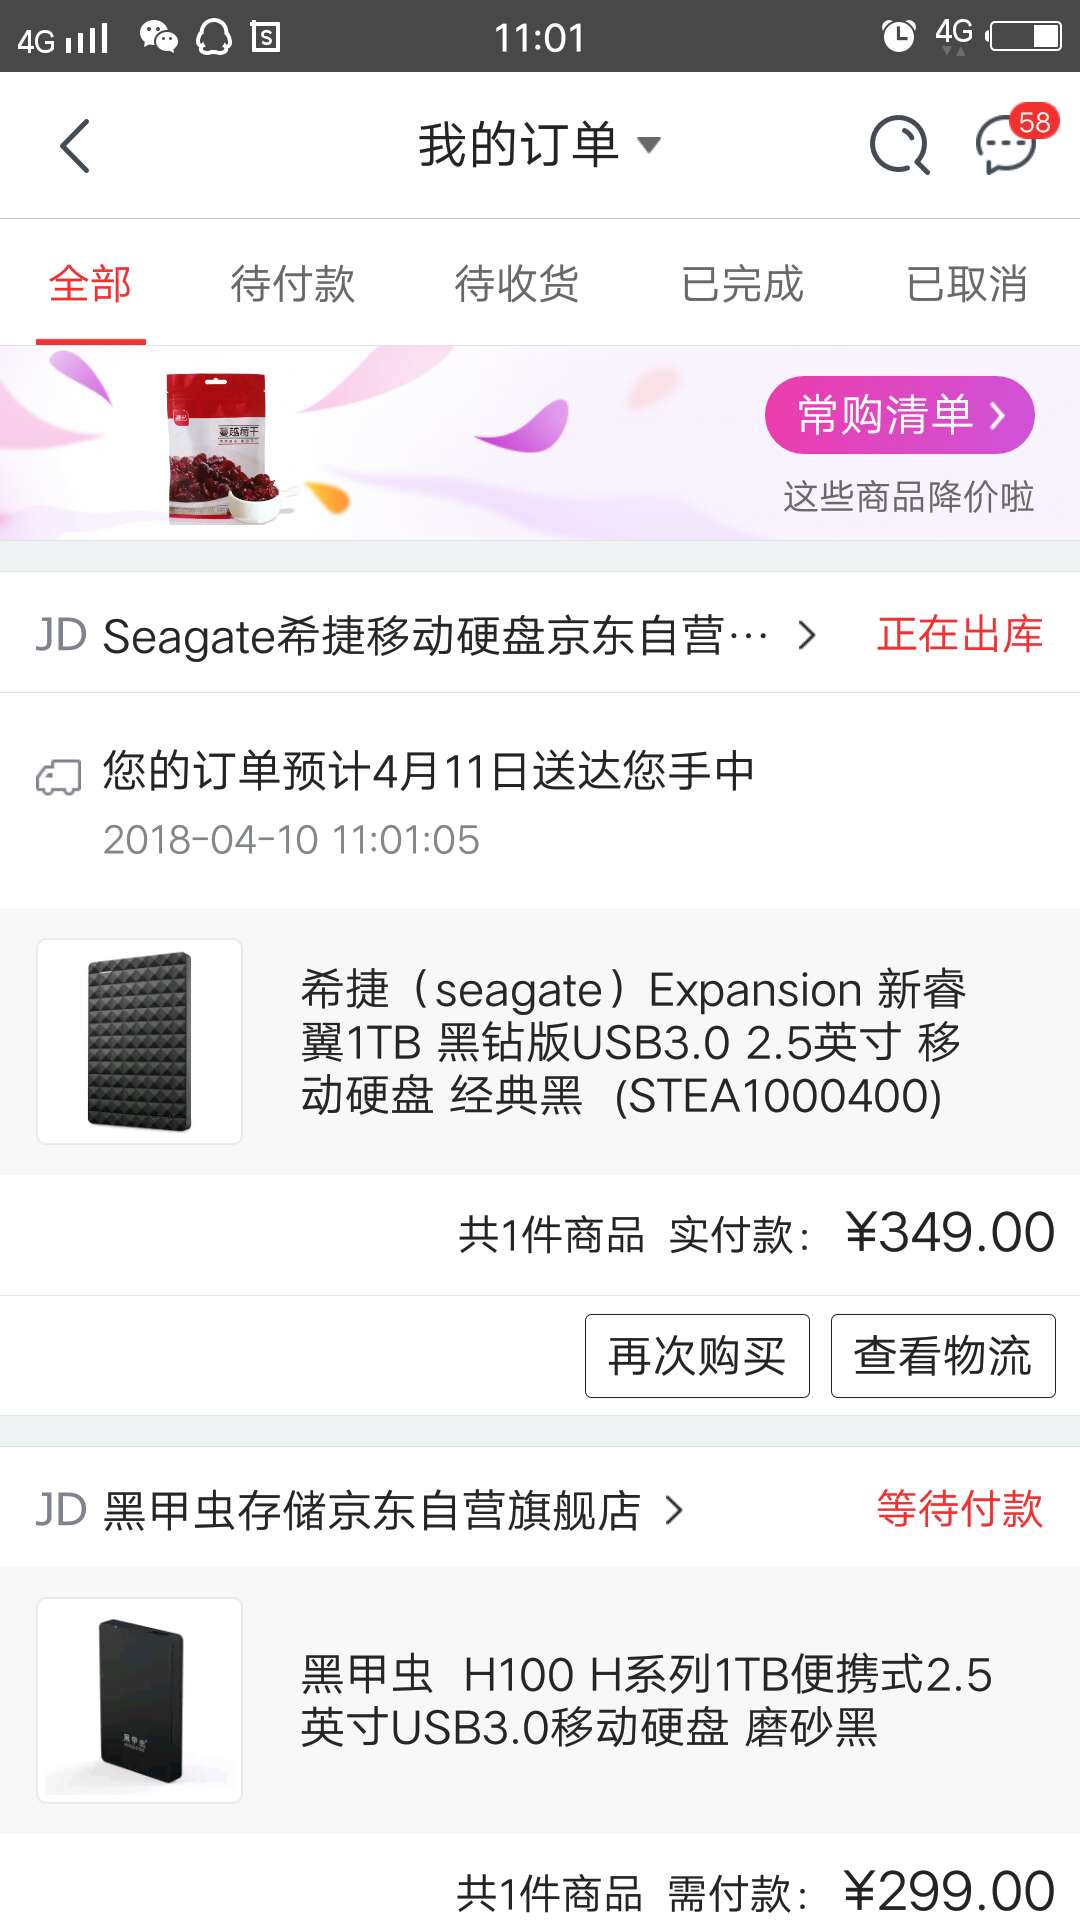 4G 11:01 4G
我的订单
58
全部 待付款 待收货 已完成 已取消
蔓越莓干
常购清单
这些商品降价啦
JD Seagate希捷移动硬盘京东自营… 正在出库
您的订单预计4月11日送达您手中
2018-04-10 11:01:05
希捷（seagate）Expansion 新睿
翼1TB 黑钻版USB3.0 2.5英寸 移
动硬盘 经典黑 (STEA1000400)
共1件商品 实付款： ¥349.00
再次购买 查看物流
JD 黑甲虫存储京东自营旗舰店 等待付款
黑甲虫
黑甲虫 H100 H系列1TB便携式2.5
英寸USB3.0移动硬盘 磨砂黑
共1件商品 需付款： ¥299.00